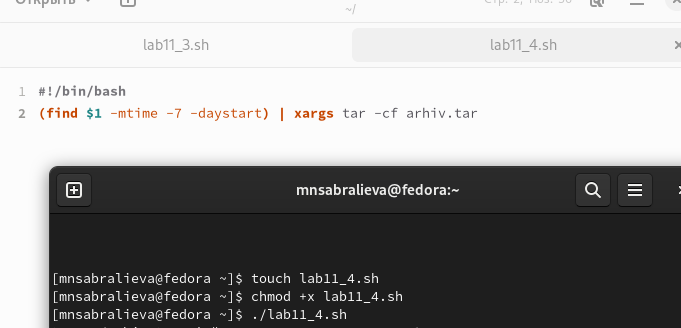 Открыть
~/
Стр. 2, Поз. 50
lab11_3.sh
lab11_4.sh
1 #!/bin/bash
2 (find $1 -mtime -7 -daystart) | xargs tar -cf arhiv.tar
mnsabralieva@fedora:~
[mnsabralieva@fedora ~]$ touch lab11_4.sh
[mnsabralieva@fedora ~]$ chmod +x lab11_4.sh
[mnsabralieva@fedora ~]$ ./lab11_4.sh